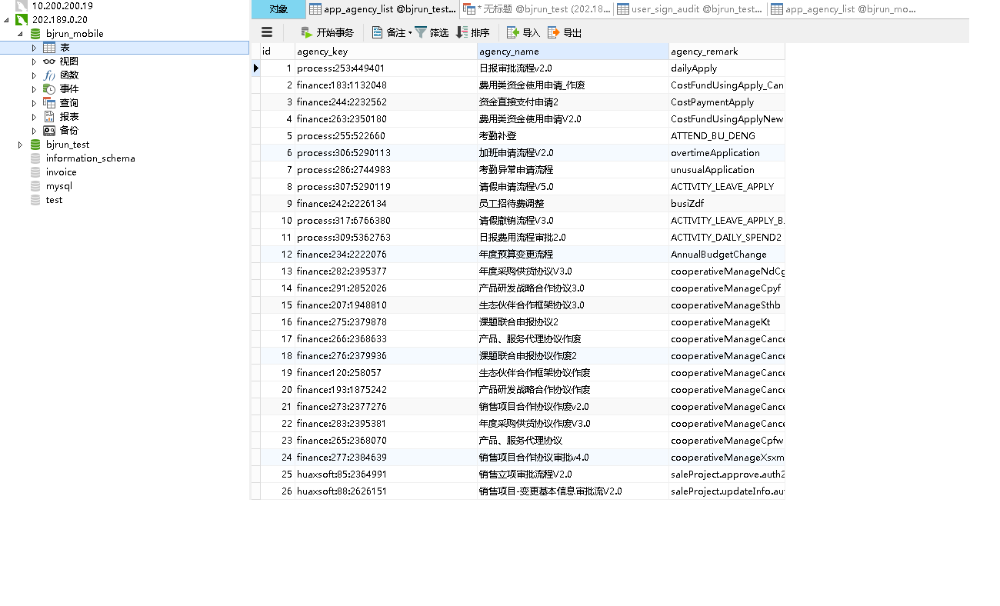 10.200.200.19
202.189.0.20
bjrun_mobile
表
视图
函数
事件
查询
报表
备份
bjrun_test
information_schema
invoice
mysql
test
对象 app_agency_list @bjrun_test... * 无标题 @bjrun_test (202.18... user_sign_audit @bjrun_test... app_agency_list @bjrun_mo...
开始事务 备注 筛选 排序 导入 导出
id agency_key agency_name agency_remark
1 process:253:449401 日报审批流程v2.0 dailyApply
2 finance:183:1132048 费用类资金使用申请_作废 CostFundUsingApply_Can
3 finance:244:2232562 资金直接支付申请2 CostPaymentApply
4 finance:263:2350180 费用类资金使用申请V2.0 CostFundUsingApplyNew
5 process:255:522660 考勤补登 ATTEND_BU_DENG
6 process:306:5290113 加班申请流程V2.0 overtimeApplication
7 process:286:2744983 考勤异常申请流程 unusualApplication
8 process:307:5290119 请假申请流程V5.0 ACTIVITY_LEAVE_APPLY
9 finance:242:2226134 员工招待费调整 busiZdf
10 process:317:6766380 请假撤销流程V3.0 ACTIVITY_LEAVE_APPLY_B
11 process:309:5362763 日报费用流程审批2.0 ACTIVITY_DAILY_SPEND2
12 finance:234:2222076 年度预算变更流程 AnnualBudgetChange
13 finance:282:2395377 年度采购供货协议V3.0 cooperativeManageNdCg
14 finance:291:2852026 产品研发战略合作协议3.0 cooperativeManageCpyf
15 finance:207:1948810 生态伙伴合作框架协议3.0 cooperativeManageSthb
16 finance:275:2379878 课题联合申报协议2 cooperativeManageKt
17 finance:266:2368633 产品、服务代理协议作废 cooperativeManageCance
18 finance:276:2379936 课题联合申报协议作废2 cooperativeManageCance
19 finance:120:258057 生态伙伴合作框架协议作废 cooperativeManageCance
20 finance:193:1875242 产品研发战略合作协议作废 cooperativeManageCance
21 finance:273:2377276 销售项目合作协议作废v2.0 cooperativeManageCance
22 finance:283:2395381 年度采购供货协议作废V3.0 cooperativeManageCance
23 finance:265:2368070 产品、服务代理协议 cooperativeManageCpfw
24 finance:277:2384639 销售项目合作协议审批v4.0 cooperativeManageXsxm
25 huaxsoft:85:2364991 销售立项审批流程V2.0 saleProject.approve.auth2
26 huaxsoft:88:2626151 销售项目-变更基本信息审批流V2.0 saleProject.updateInfo.au